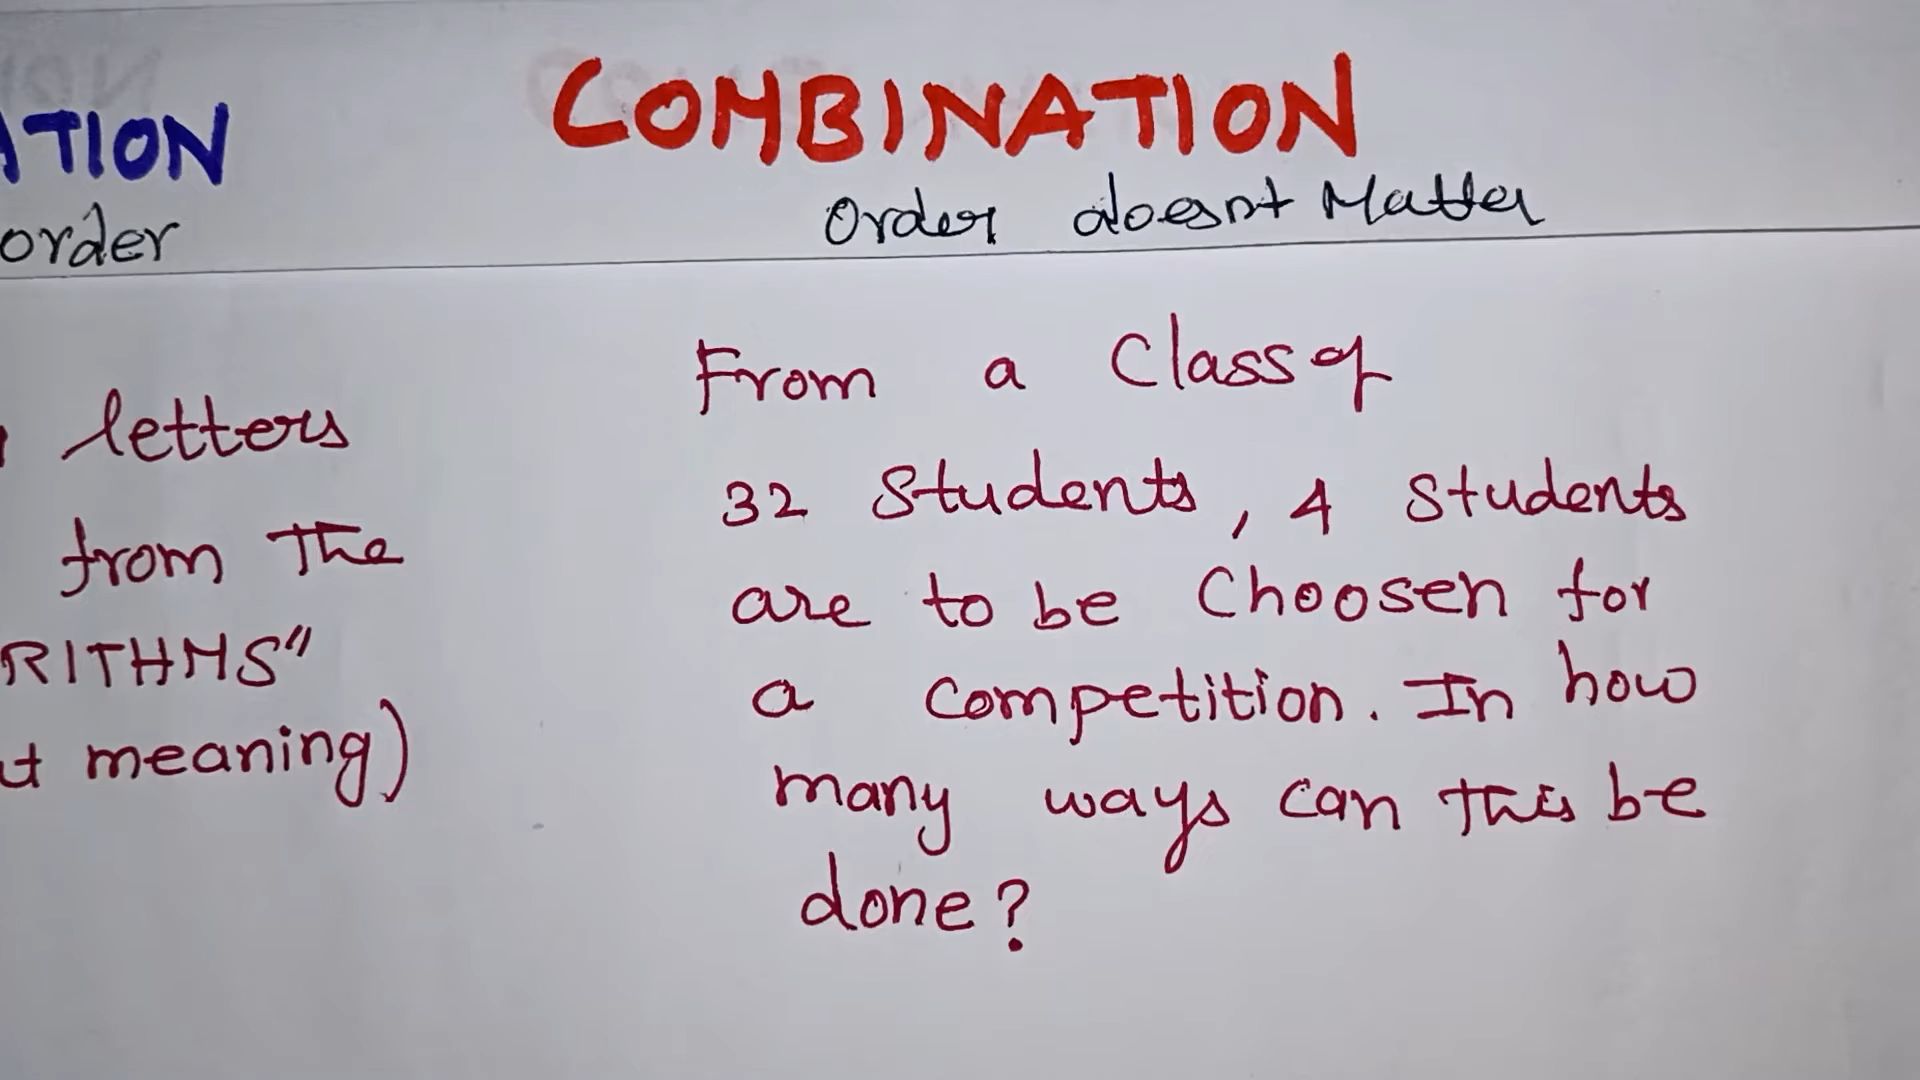 ATION
order
letters
from The
RITHMS"
ut meaning)
COMBINATION
Order doesnt Matter
From a Class of
32 Students, 4 Students
are to be Choosen for
a Competition. In how
many ways can this be
done?